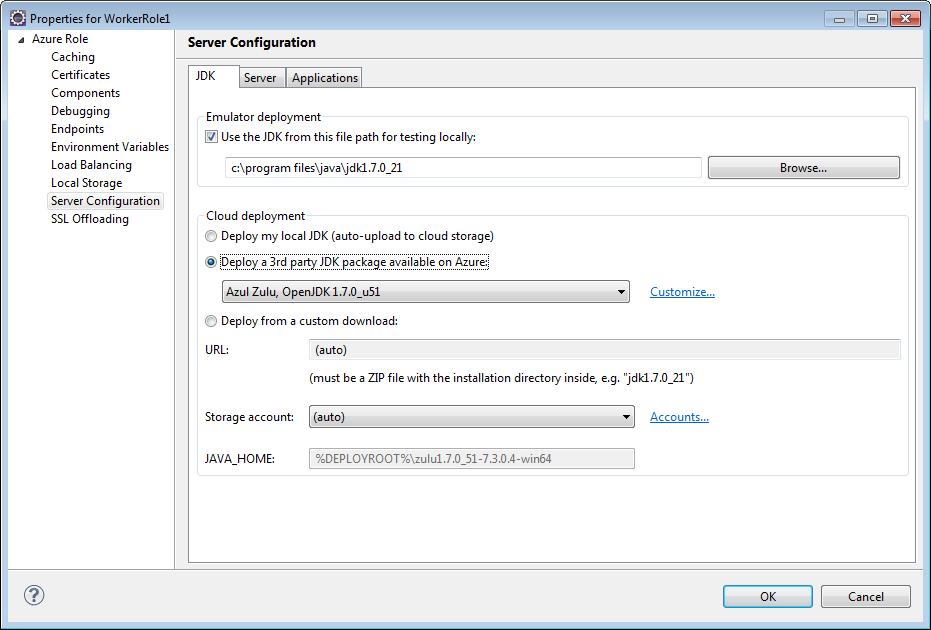 Properties for WorkerRole1
Azure Role
Caching
Certificates
Components
Debugging
Endpoints
Environment Variables
Load Balancing
Local Storage
Server Configuration
SSL Offloading
Server Configuration
JDK Server Applications
Emulator deployment
Use the JDK from this file path for testing locally:
c:\program files\java\jdk1.7.0_21 Browse...
Cloud deployment
Deploy my local JDK (auto-upload to cloud storage)
Deploy a 3rd party JDK package available on Azure:
Azul Zulu, OpenJDK 1.7.0_u51 Customize...
Deploy from a custom download:
URL: (auto)
(must be a ZIP file with the installation directory inside, e.g. "jdk1.7.0_21")
Storage account: (auto) Accounts...
JAVA_HOME: %DEPLOYROOT%\zulu1.7.0_51-7.3.0.4-win64
? OK Cancel